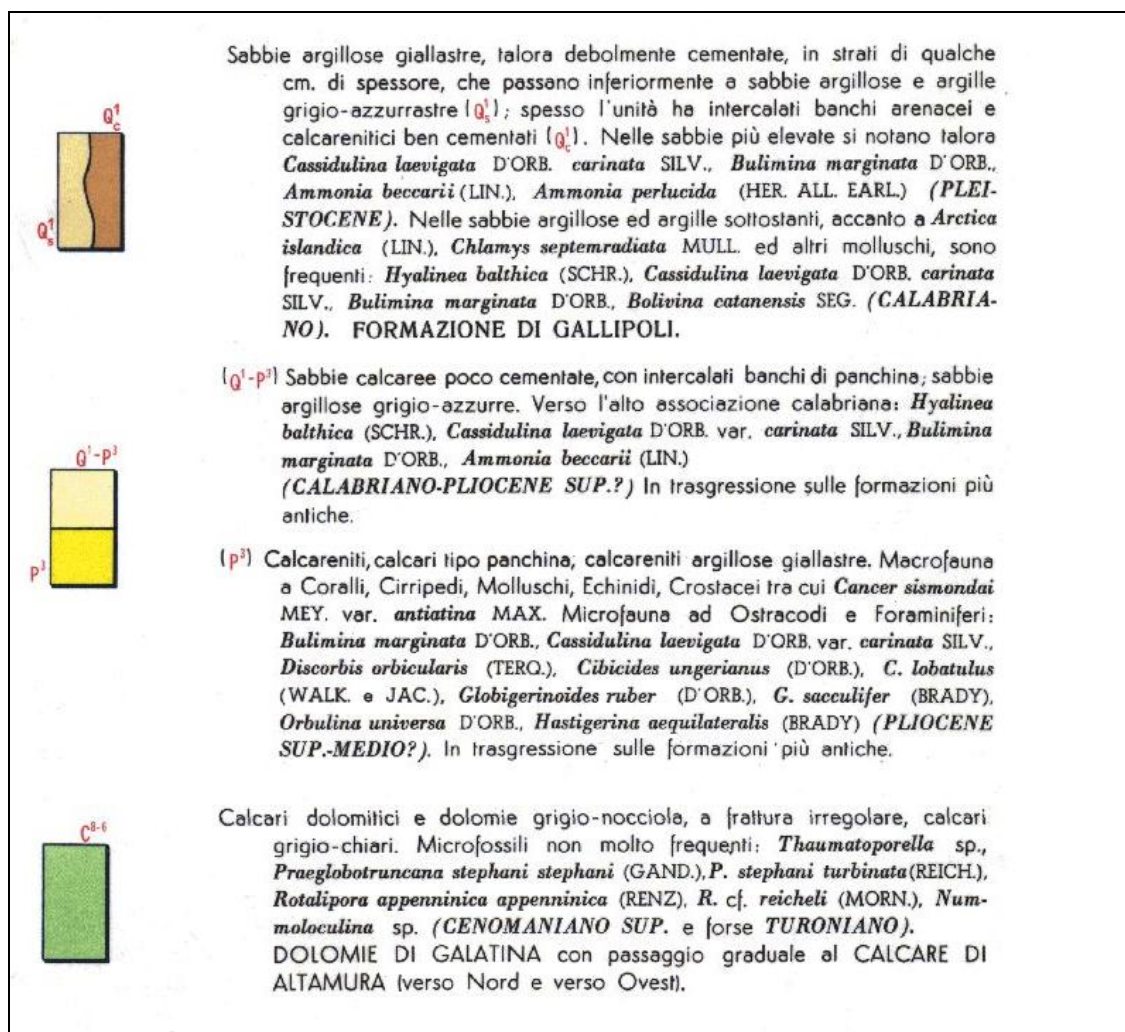 Sabbie argillose giallastre, talora debolmente cementate, in strati di qualche
cm. di spessore, che passano inferiormente a sabbie argillose e argille
grigio-azzurrastre (Q¹s); spesso l'unità ha intercalati banchi arenacei e
calcarenitici ben cementati (Q¹c). Nelle sabbie più elevate si notano talora
Cassidulina laevigata D'ORB. carinata SILV., Bulimina marginata D'ORB.,
Ammonia beccarii (LIN.), Ammonia perlucida (HER. ALL. EARL.) (PLEI-
STOCENE). Nelle sabbie argillose ed argille sottostanti, accanto a Arctica
islandica (LIN.), Chlamys septemradiata MULL. ed altri molluschi, sono
frequenti: Hyalinea balthica (SCHR.), Cassidulina laevigata D'ORB. carinata
SILV., Bulimina marginata D'ORB., Bolivina catanensis SEG. (CALABRIA-
NO). FORMAZIONE DI GALLIPOLI.
Q¹c
Q¹s
(Q¹-P³) Sabbie calcaree poco cementate, con intercalati banchi di panchina; sabbie
argillose grigio-azzurre. Verso l'alto associazione calabriana: Hyalinea
balthica (SCHR.), Cassidulina laevigata D'ORB. var. carinata SILV., Bulimina
marginata D'ORB., Ammonia beccarii (LIN.)
(CALABRIANO-PLIOCENE SUP.?) In trasgressione sulle formazioni più
antiche.
Q¹-P³
P³
(P³) Calcareniti, calcari tipo panchina; calcareniti argillose giallastre. Macrofauna
a Coralli, Cirripedi, Molluschi, Echinidi, Crostacei tra cui Cancer sismondai
MEY. var. antiatina MAX. Microfauna ad Ostracodi e Foraminiferi:
Bulimina marginata D'ORB., Cassidulina laevigata D'ORB. var. carinata SILV.,
Discorbis orbicularis (TERQ.), Cibicides ungerianus (D'ORB.), C. lobatulus
(WALK. e JAC.), Globigerinoides ruber (D'ORB.), G. sacculifer (BRADY),
Orbulina universa D'ORB., Hastigerina aequilateralis (BRADY) (PLIOCENE
SUP.-MEDIO?). In trasgressione sulle formazioni più antiche.
C⁸⁻⁶
Calcari dolomitici e dolomie grigio-nocciola, a frattura irregolare, calcari
grigio-chiari. Microfossili non molto frequenti: Thaumatoporella sp.,
Praeglobotruncana stephani stephani (GAND.), P. stephani turbinata (REICH.),
Rotalipora appenninica appenninica (RENZ), R. cf. reicheli (MORN.), Num-
moloculina sp. (CENOMANIANO SUP. e forse TURONIANO).
DOLOMIE DI GALATINA con passaggio graduale al CALCARE DI
ALTAMURA (verso Nord e verso Ovest).